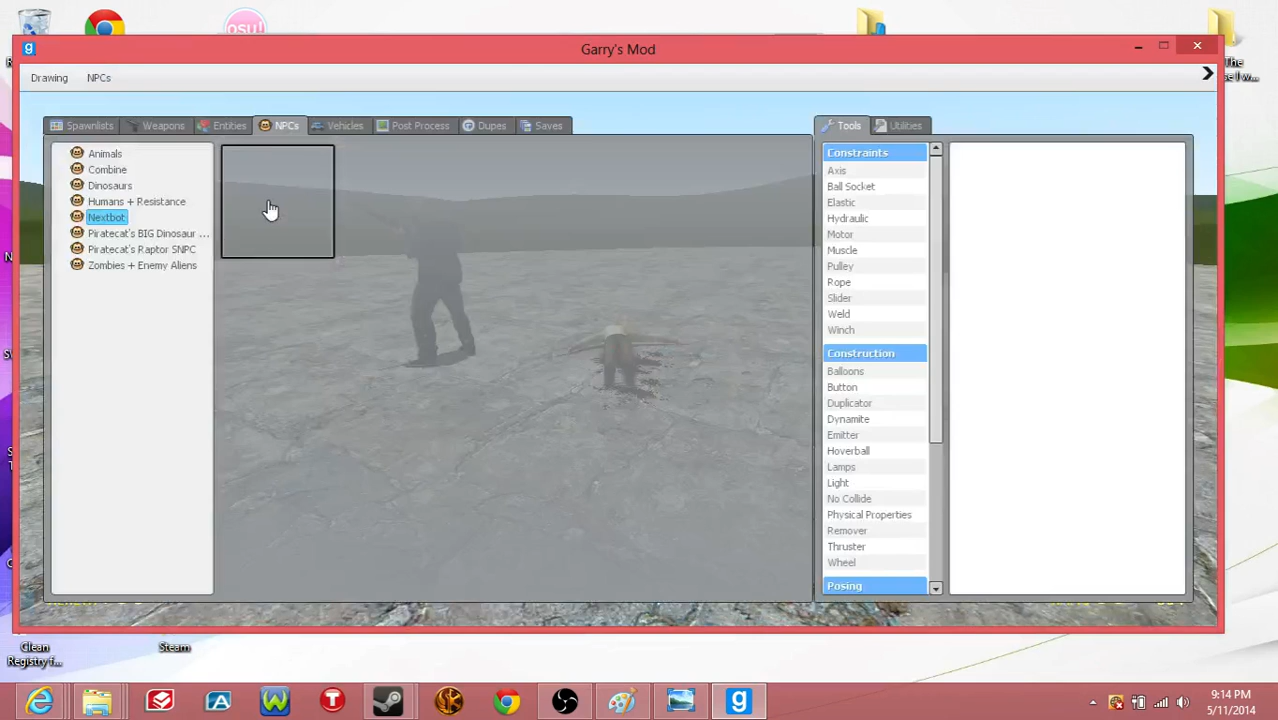 osu!
Garry's Mod
Drawing NPCs
Spawnlists Weapons Entities NPCs Vehicles Post Process Dupes Saves
Tools Utilities
Animals
Combine
Dinosaurs
Humans + Resistance
Nextbot
Piratecat's BIG Dinosaur ...
Piratecat's Raptor SNPC
Zombies + Enemy Aliens
Constraints
Axis
Ball Socket
Elastic
Hydraulic
Motor
Muscle
Pulley
Rope
Slider
Weld
Winch
Construction
Balloons
Button
Duplicator
Dynamite
Emitter
Hoverball
Lamps
Light
No Collide
Physical Properties
Remover
Thruster
Wheel
Posing
The
Clean
Registry f...
Steam
9:14 PM
5/11/2014